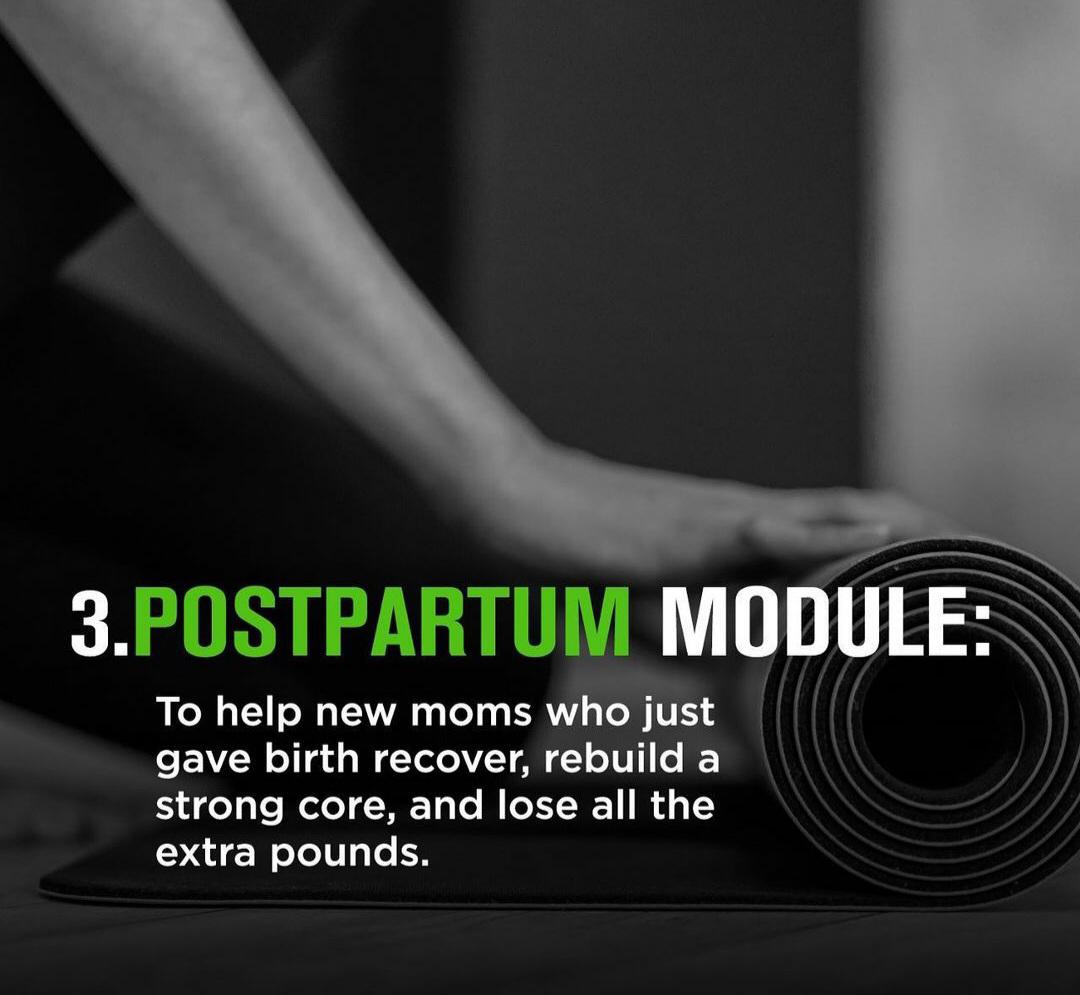 3.POSTPARTUM MODULE:
To help new moms who just
gave birth recover, rebuild a
strong core, and lose all the
extra pounds.